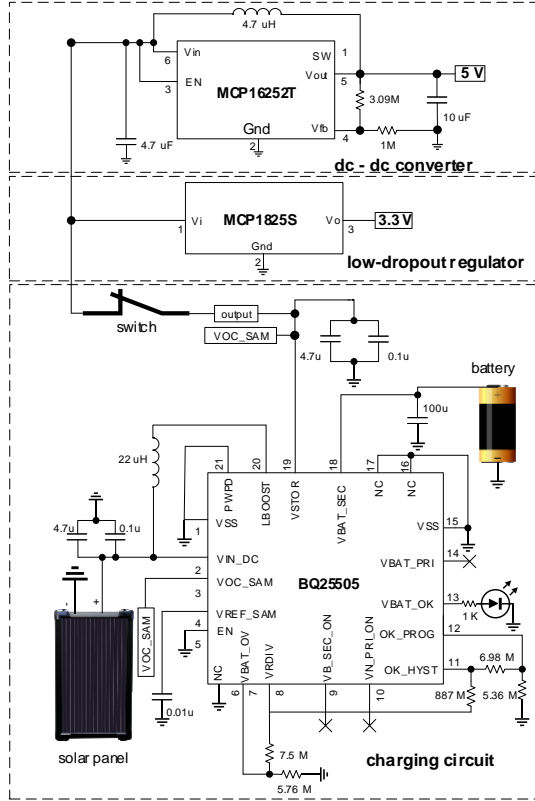 4.7 uH
Vin
6
SW
1
Vout
5
5 V
EN
3
MCP16252T
3.09M
10 uF
4.7 uF
Gnd
2
Vfb
4
1M
dc - dc converter
MCP1825S
Vi
1
Vo
3
3.3 V
Gnd
2
low-dropout regulator
switch
output
VOC_SAM
4.7u
0.1u
battery
100u
22 uH
21
20
19
18
17
16
PWPD
LBOOST
VSTOR
VBAT_SEC
NC
NC
VSS
1
VSS
15
4.7u
0.1u
VIN_DC
2
VBAT_PRI
14
VOC_SAM
3
BQ25505
VREF_SAM
4
VBAT_OK
13
1 K
EN
5
OK_PROG
12
VOC_SAM
- +
NC
VBAT_OV
VRDIV
VB_SEC_ON
VN_PRI_ON
OK_HYST
11
6.98 M
6
7
8
9
10
887 M
5.36 M
0.01u
7.5 M
5.76 M
solar panel
charging circuit